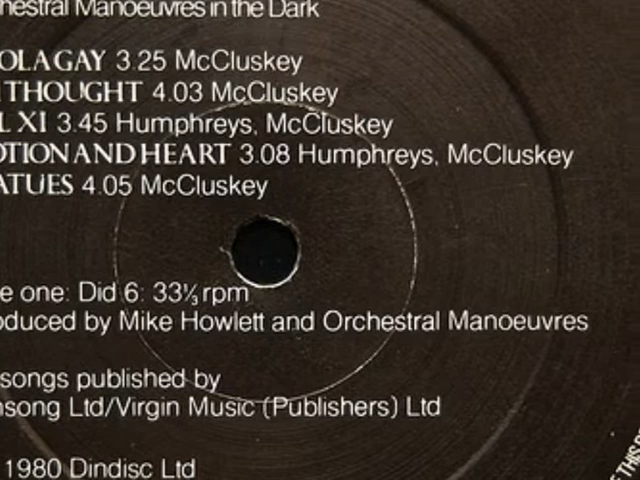 hestral Manoeuvres in the Dark
OLA GAY 3.25 McCluskey
THOUGHT 4.03 McCluskey
L XI 3.45 Humphreys, McCluskey
OTION AND HEART 3.08 Humphreys, McCluskey
ATUES 4.05 McCluskey
e one: Did 6: 33⅓ rpm
oduced by Mike Howlett and Orchestral Manoeuvres
songs published by
nsong Ltd/Virgin Music (Publishers) Ltd
1980 Dindisc Ltd
THIS